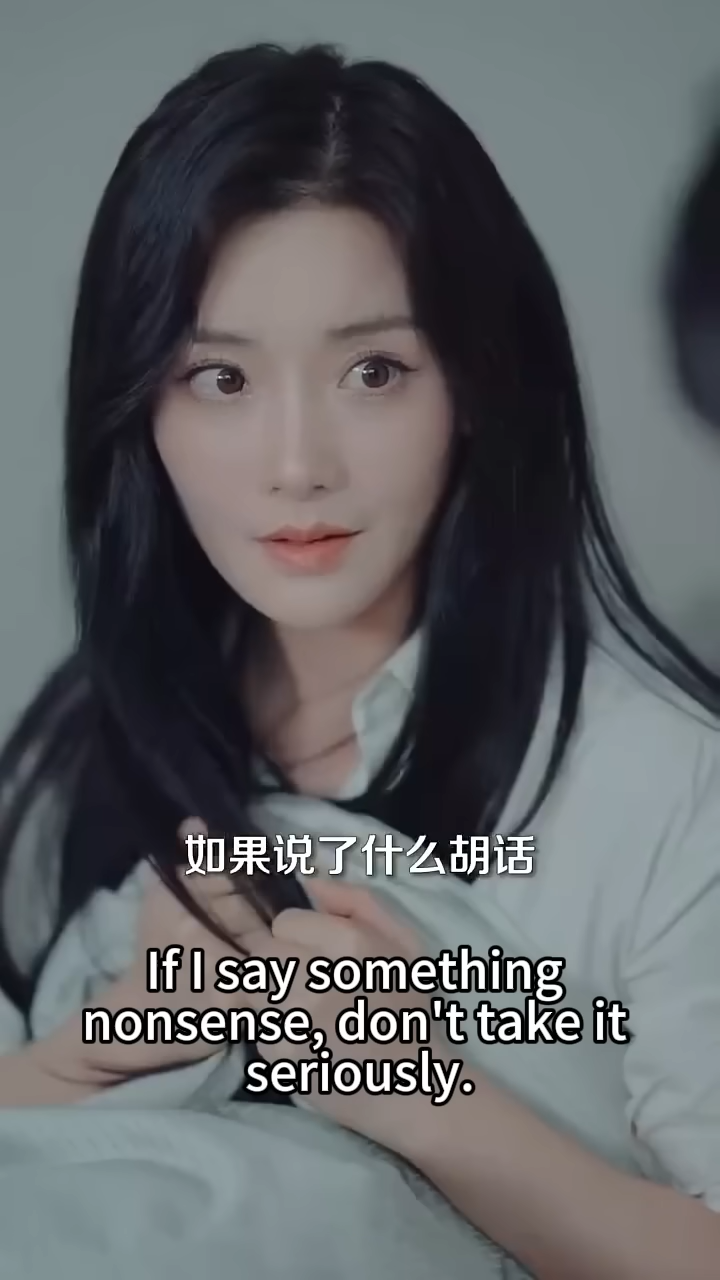 如果说了什么胡话
If I say something
nonsense, don't take it
seriously.